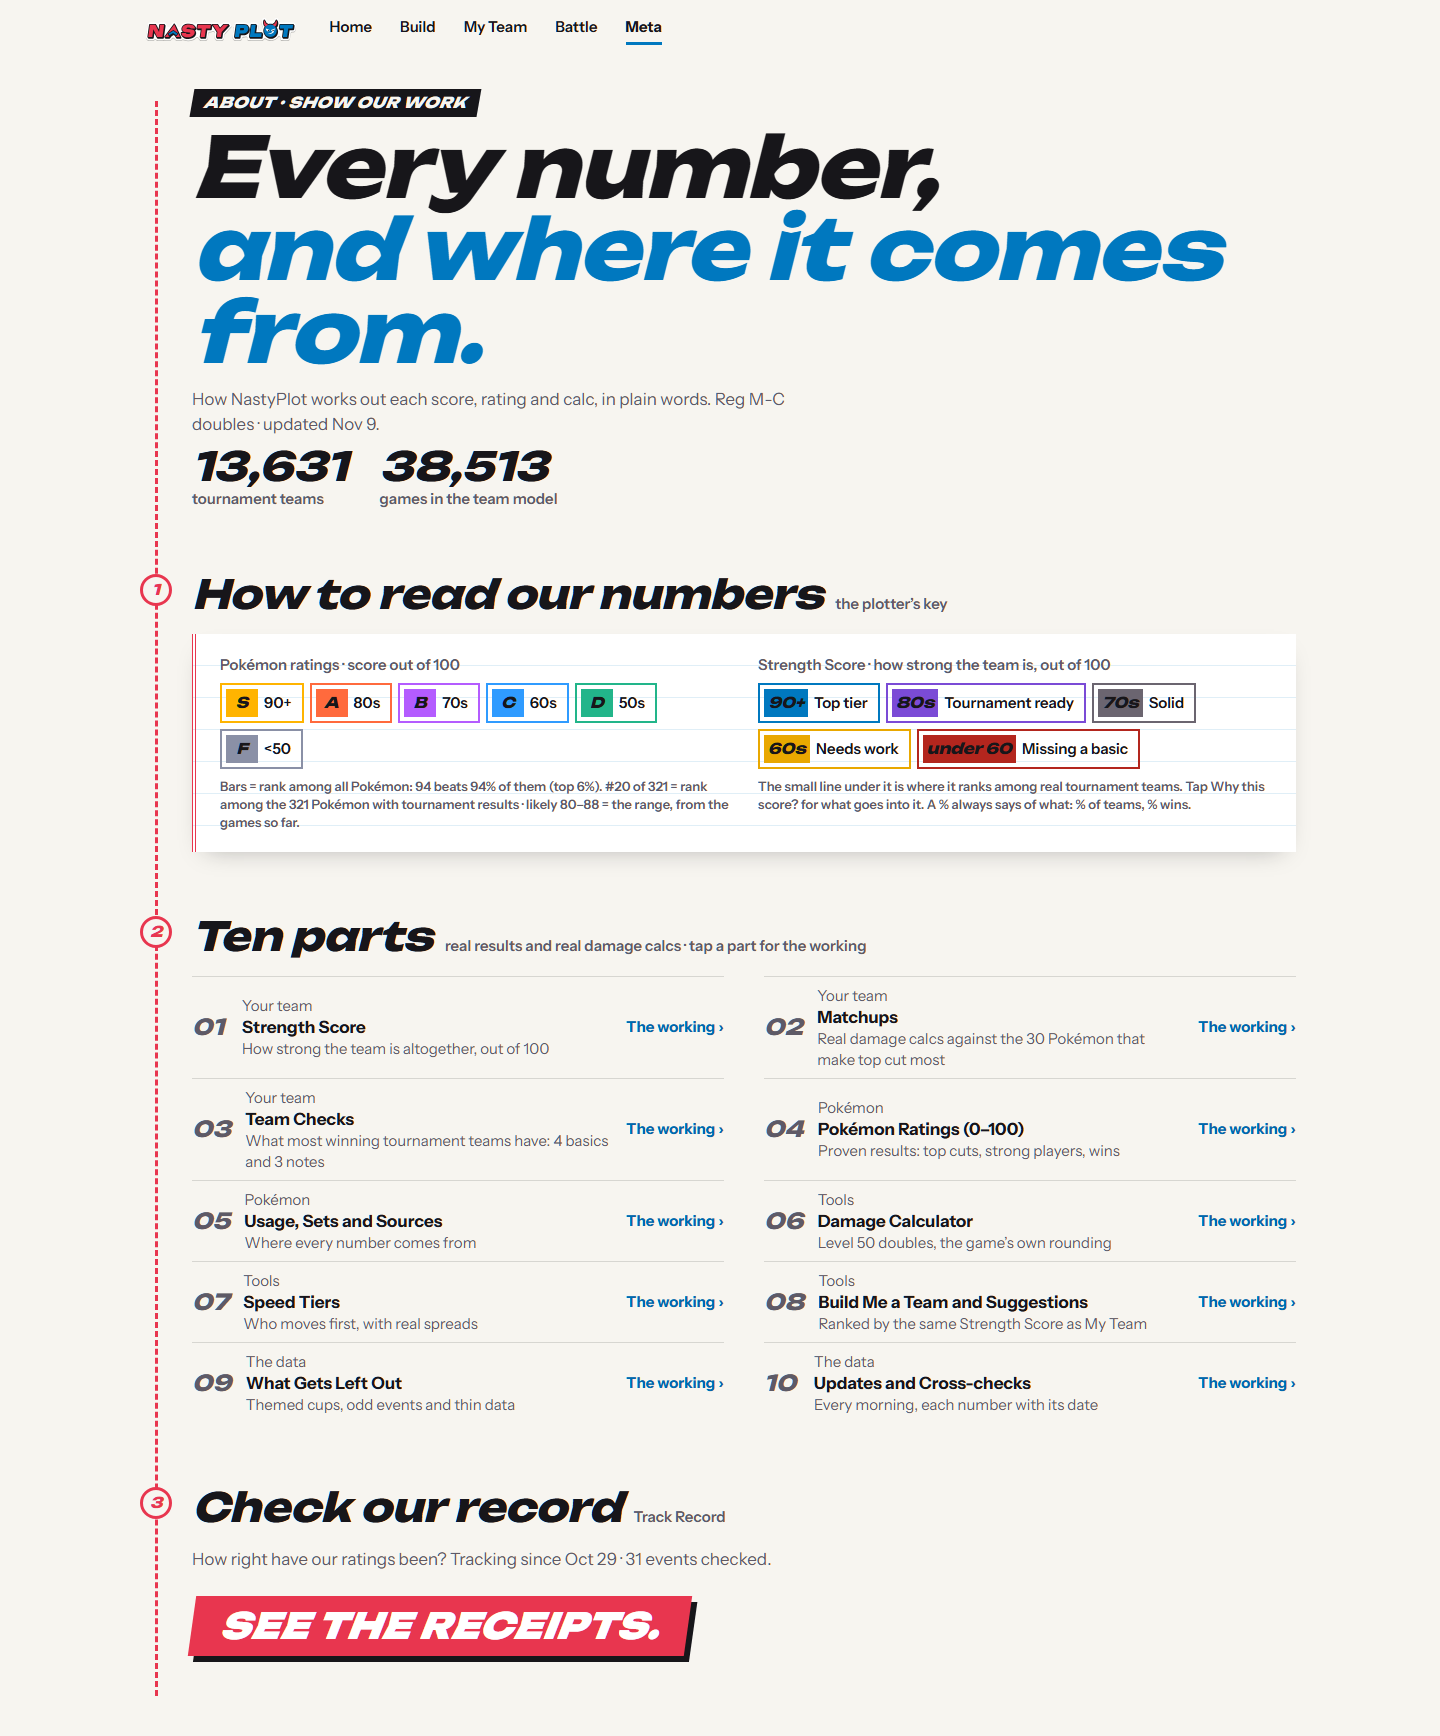 NASTY PLOT Home Build My Team Battle Meta
ABOUT · SHOW OUR WORK
Every number,
and where it comes
from.
How NastyPlot works out each score, rating and calc, in plain words. Reg M-C
doubles · updated Nov 9.
13,631 38,513
tournament teams games in the team model
1 How to read our numbers the plotter's key
Pokémon ratings · score out of 100
S 90+ A 80s B 70s C 60s D 50s
F <50
Bars = rank among all Pokémon: 94 beats 94% of them (top 6%). #20 of 321 = rank
among the 321 Pokémon with tournament results · likely 80–88 = the range, from the
games so far.
Strength Score · how strong the team is, out of 100
90+ Top tier 80s Tournament ready 70s Solid
60s Needs work under 60 Missing a basic
The small line under it is where it ranks among real tournament teams. Tap Why this
score? for what goes into it. A % always says of what: % of teams, % wins.
2 Ten parts real results and real damage calcs · tap a part for the working
Your team
01 Strength Score The working ›
How strong the team is altogether, out of 100
Your team
02 Matchups The working ›
Real damage calcs against the 30 Pokémon that
make top cut most
Your team
03 Team Checks The working ›
What most winning tournament teams have: 4 basics
and 3 notes
Pokémon
04 Pokémon Ratings (0–100) The working ›
Proven results: top cuts, strong players, wins
Pokémon
05 Usage, Sets and Sources The working ›
Where every number comes from
Tools
06 Damage Calculator The working ›
Level 50 doubles, the game's own rounding
Tools
07 Speed Tiers The working ›
Who moves first, with real spreads
Tools
08 Build Me a Team and Suggestions The working ›
Ranked by the same Strength Score as My Team
The data
09 What Gets Left Out The working ›
Themed cups, odd events and thin data
The data
10 Updates and Cross-checks The working ›
Every morning, each number with its date
3 Check our record Track Record
How right have our ratings been? Tracking since Oct 29 · 31 events checked.
SEE THE RECEIPTS.